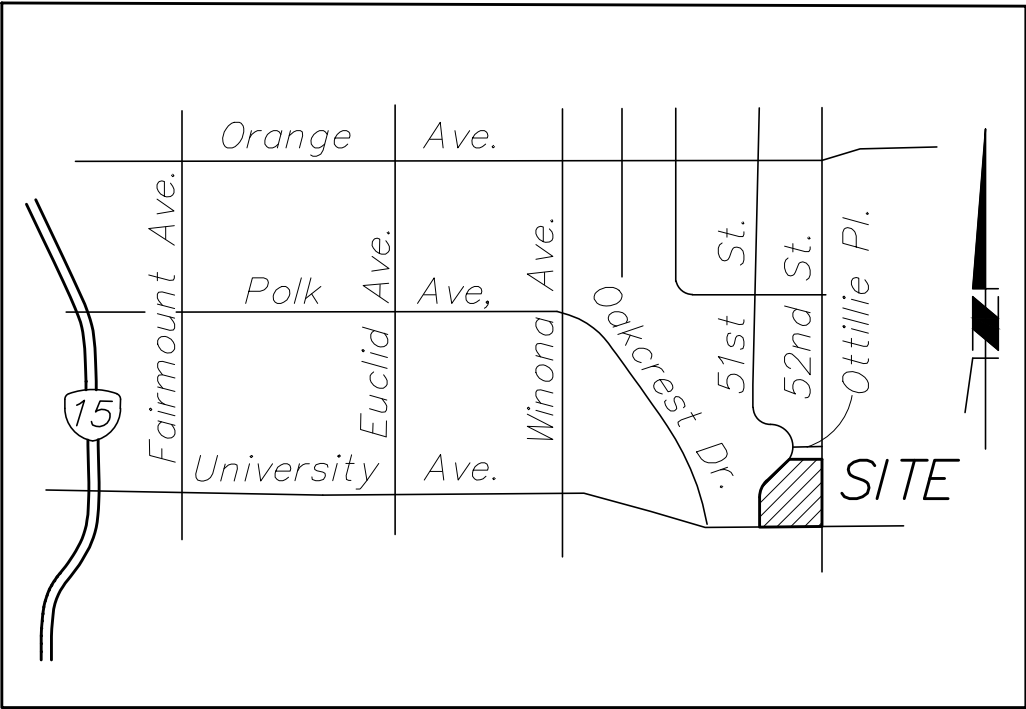 Orange Ave.
Fairmount Ave.
Polk Ave,
Euclid Ave.
Winona Ave.
Oakcrest Dr.
51st St.
52nd St.
Ottillie Pl.
15
University Ave.
SITE
N